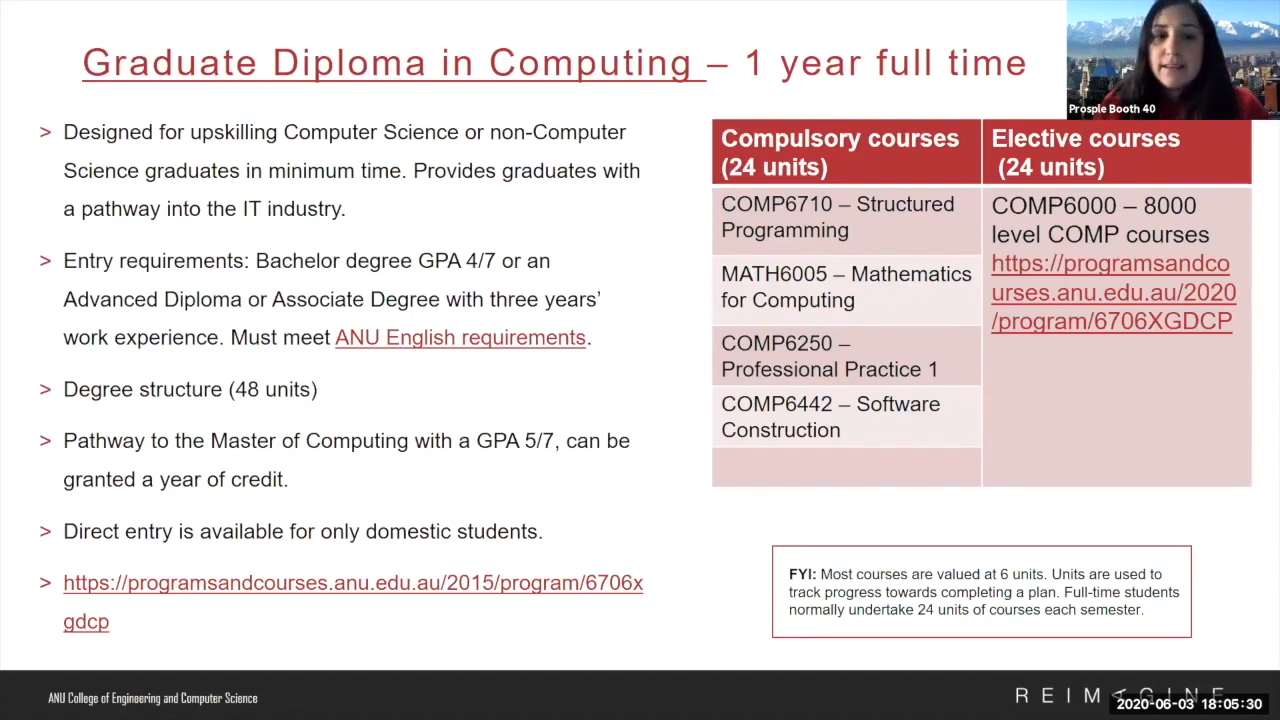 Graduate Diploma in Computing – 1 year full time
Prosple Booth 40
> Designed for upskilling Computer Science or non-Computer
Science graduates in minimum time. Provides graduates with
a pathway into the IT industry.
> Entry requirements: Bachelor degree GPA 4/7 or an
Advanced Diploma or Associate Degree with three years’
work experience. Must meet ANU English requirements.
> Degree structure (48 units)
> Pathway to the Master of Computing with a GPA 5/7, can be
granted a year of credit.
> Direct entry is available for only domestic students.
> https://programsandcourses.anu.edu.au/2015/program/6706x
gdcp
Compulsory courses
(24 units)
COMP6710 – Structured
Programming
MATH6005 – Mathematics
for Computing
COMP6250 –
Professional Practice 1
COMP6442 – Software
Construction
Elective courses
(24 units)
COMP6000 – 8000
level COMP courses
https://programsandco
urses.anu.edu.au/2020
/program/6706XGDCP
FYI: Most courses are valued at 6 units. Units are used to
track progress towards completing a plan. Full-time students
normally undertake 24 units of courses each semester.
ANU College of Engineering and Computer Science
REIMAGINE
2020-06-03 18:05:30